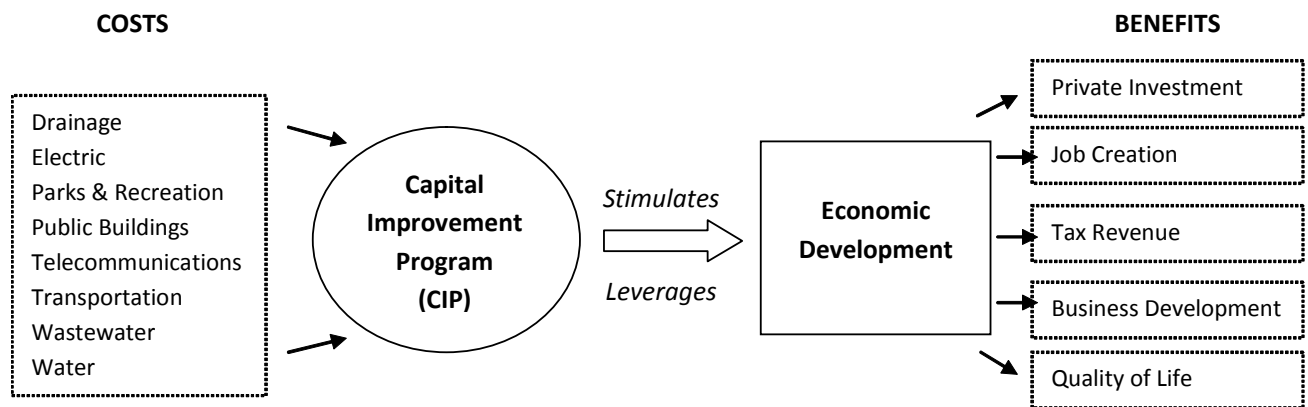 COSTS
BENEFITS
Drainage
Electric
Parks & Recreation
Public Buildings
Telecommunications
Transportation
Wastewater
Water
Capital
Improvement
Program
(CIP)
Stimulates
Leverages
Economic
Development
Private Investment
Job Creation
Tax Revenue
Business Development
Quality of Life